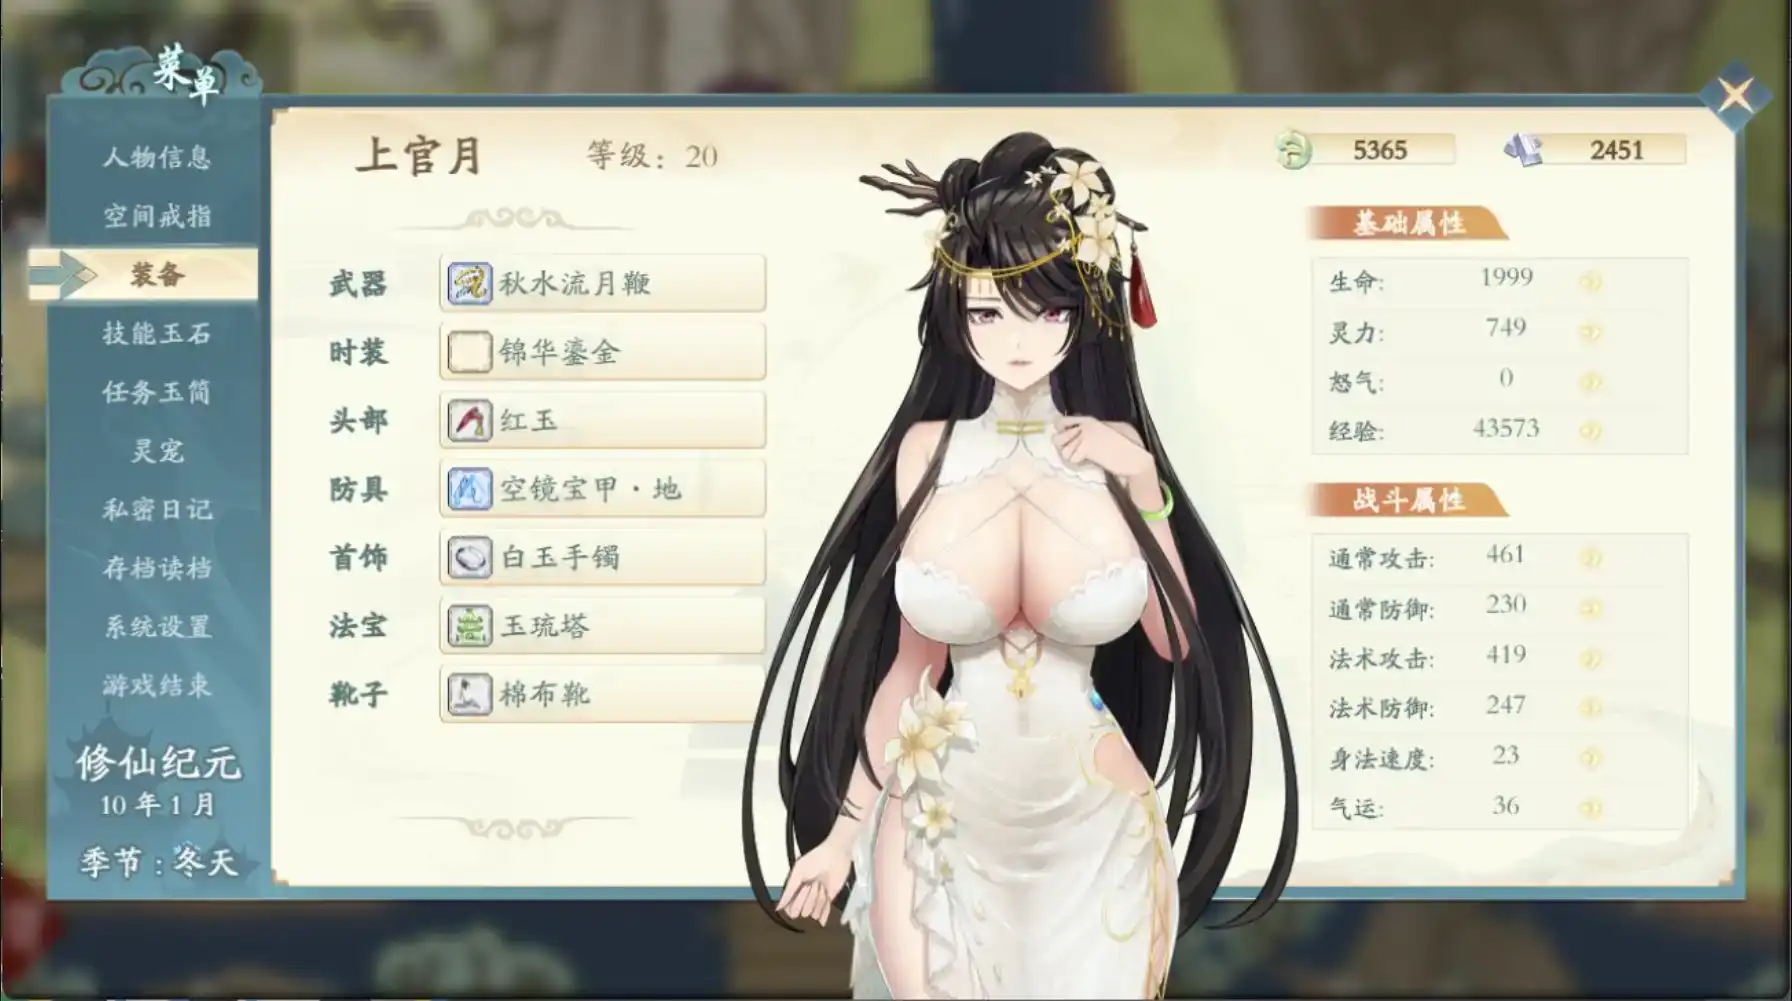 菜单
人物信息
空间戒指
装备
技能玉石
任务玉简
灵宠
私密日记
存档读档
系统设置
游戏结束
修仙纪元
10 年 1 月
季节 : 冬天
上官月 等级: 20
武器 秋水流月鞭
时装 锦华鎏金
头部 红玉
防具 空镜宝甲·地
首饰 白玉手镯
法宝 玉琉塔
靴子 棉布靴
5365 2451
基础属性
生命: 1999
灵力: 749
怒气: 0
经验: 43573
战斗属性
通常攻击: 461
通常防御: 230
法术攻击: 419
法术防御: 247
身法速度: 23
气运: 36